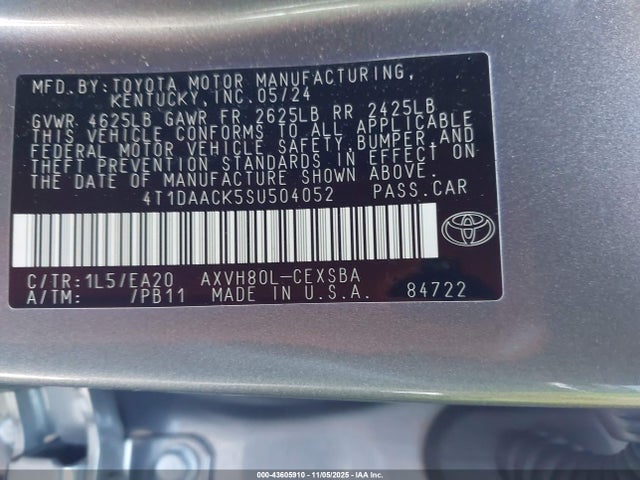 MFD.BY:TOYOTA MOTOR MANUFACTURING,
KENTUCKY,INC.05/24
GVWR 4625LB GAWR FR 2625LB RR 2425LB
THIS VEHICLE CONFORMS TO ALL APPLICABLE
FEDERAL MOTOR VEHICLE SAFETY,BUMPER,AND
THEFT PREVENTION STANDARDS IN EFFECT ON
THE DATE OF MANUFACTURE SHOWN ABOVE.
4T1DAACK5SU504052 PASS.CAR
C/TR:1L5/EA20 AXVH80L-CEXSBA
A/TM: /PB11 MADE IN U.S.A. 84722
000-43605910 - 11/05/2025 - IAAI Corp.